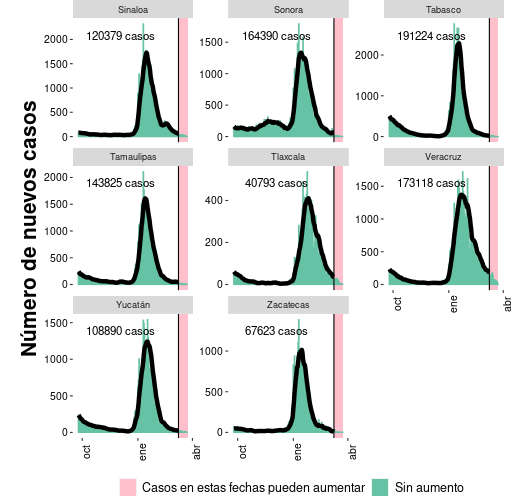 Número de nuevos casos
Sinaloa
120379 casos
2000
1500
1000
500
0
Sonora
164390 casos
1500
1000
500
0
Tabasco
191224 casos
2000
1000
0
Tamaulipas
143825 casos
2000
1500
1000
500
0
Tlaxcala
40793 casos
400
200
0
Veracruz
173118 casos
1500
1000
500
0
oct
ene
abr
Yucatán
108890 casos
1500
1000
500
0
oct
ene
abr
Zacatecas
67623 casos
1000
500
0
oct
ene
abr
Casos en estas fechas pueden aumentar
Sin aumento